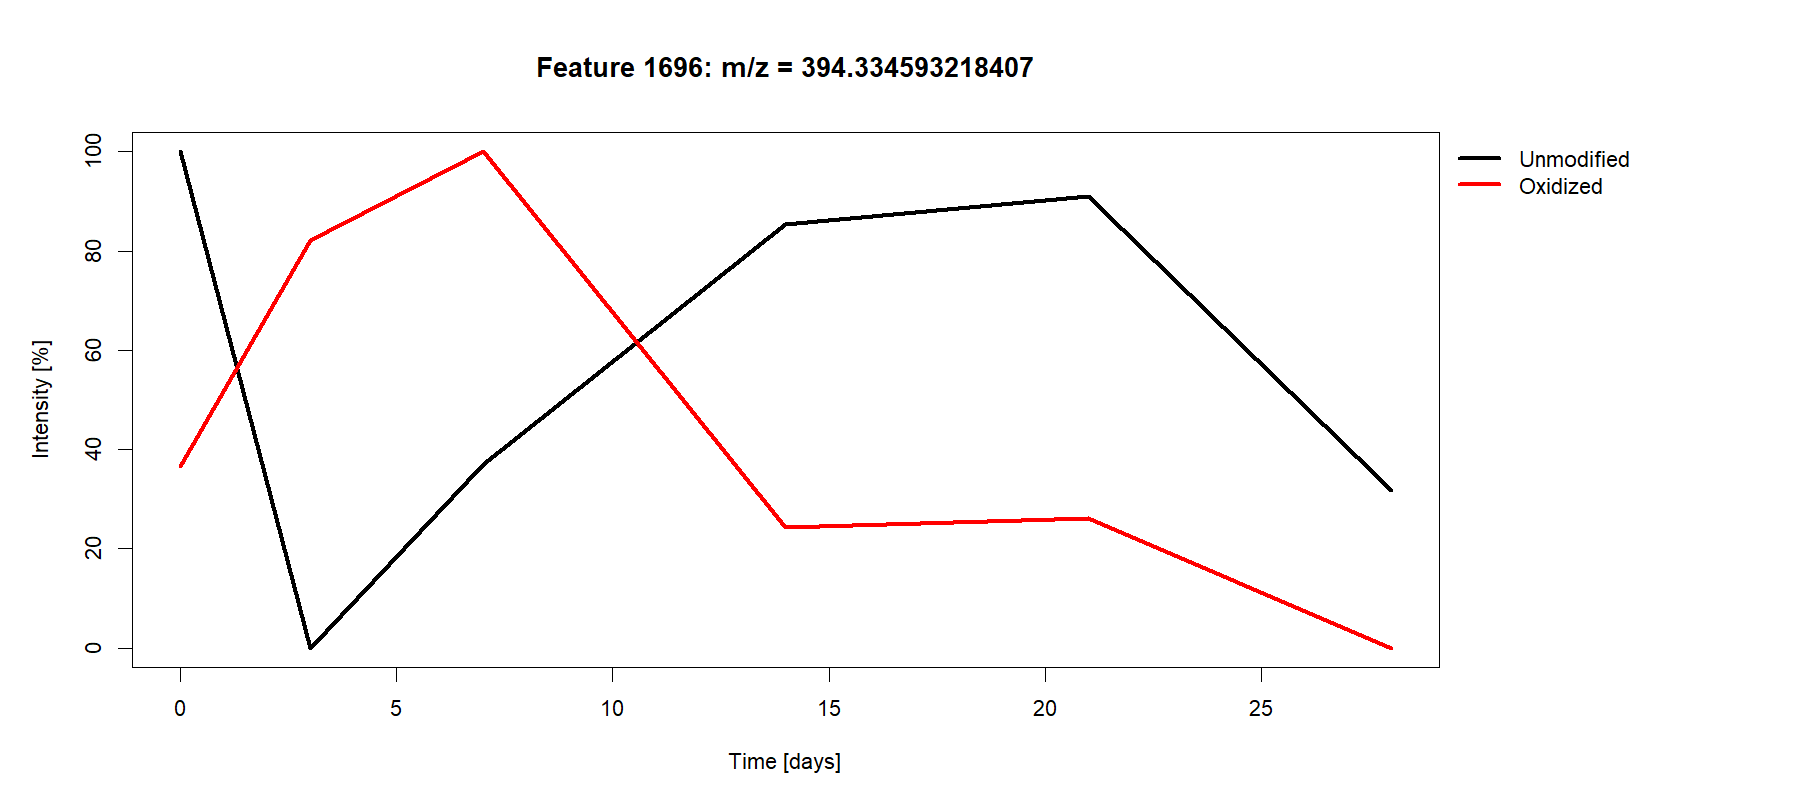 Feature 1696: m/z = 394.334593218407
Unmodified
Oxidized
Intensity [%]
100
80
60
40
20
0
0 5 10 15 20 25
Time [days]